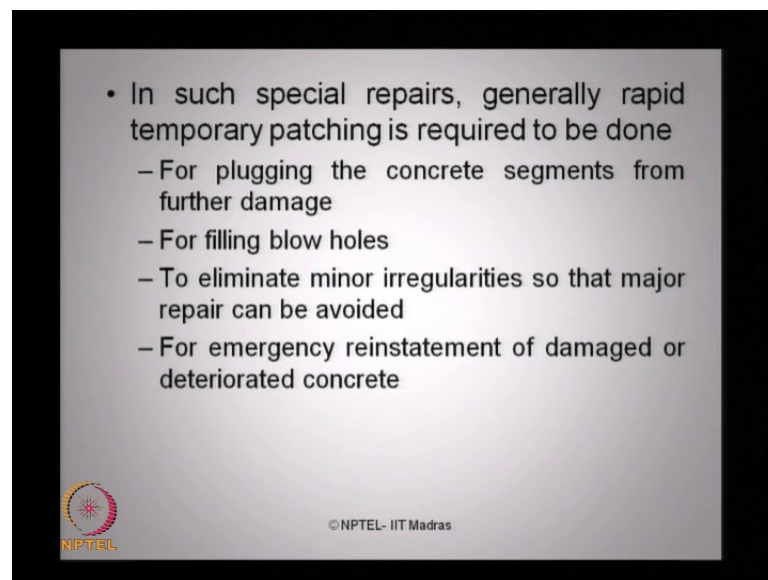 • In such special repairs, generally rapid
temporary patching is required to be done
– For plugging the concrete segments from
further damage
– For filling blow holes
– To eliminate minor irregularities so that major
repair can be avoided
– For emergency reinstatement of damaged or
deteriorated concrete
NPTEL
©NPTEL- IIT Madras